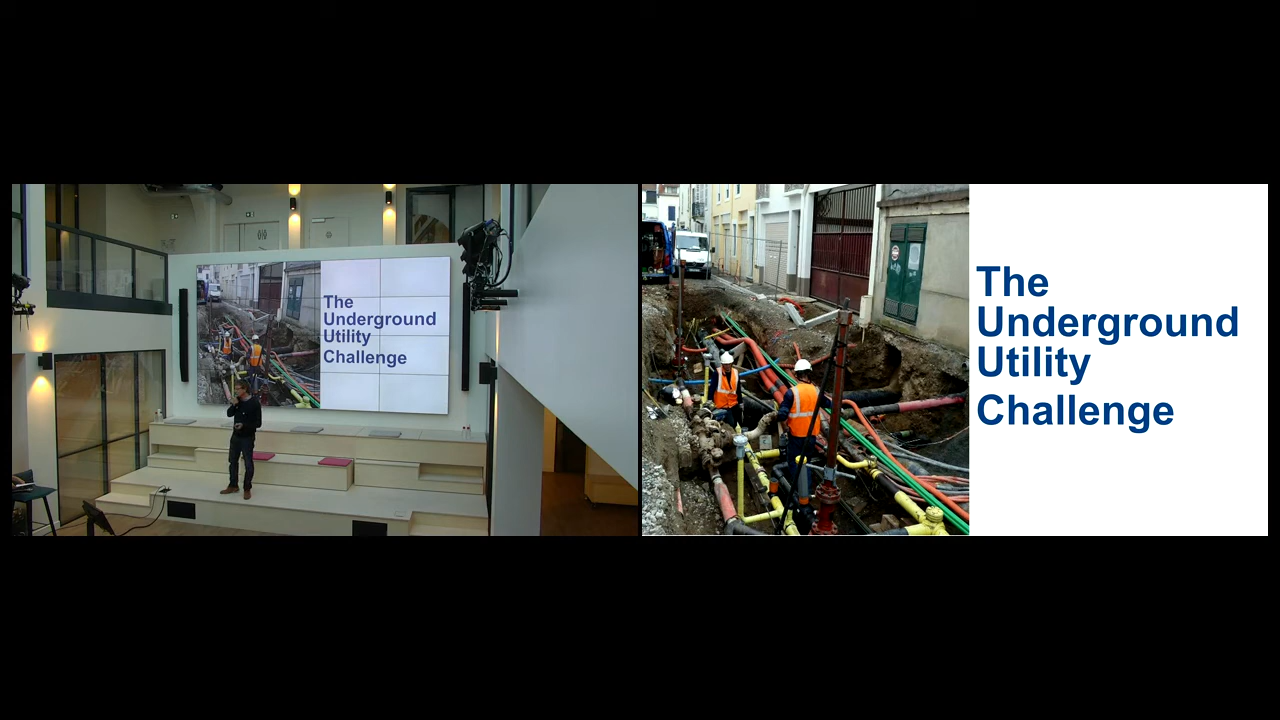 The
Underground
Utility
Challenge
The
Underground
Utility
Challenge